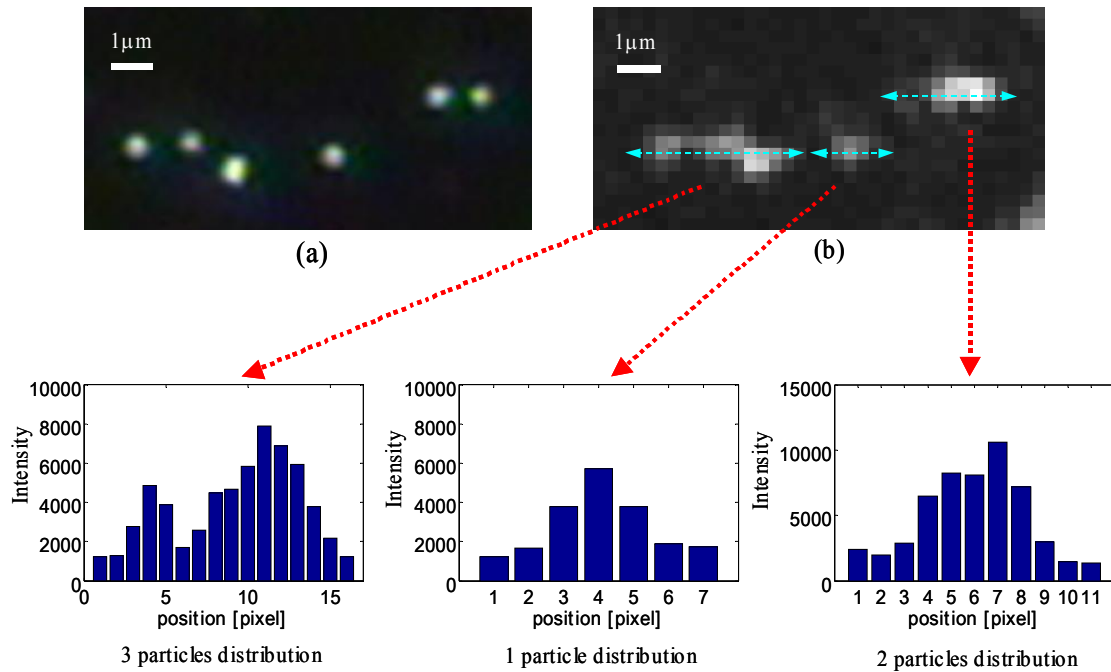 1μm
1μm
(a)
(b)
10000
8000
6000
4000
2000
0
Intensity
0 5 10 15
position [pixel]
3 particles distribution
10000
8000
6000
4000
2000
0
Intensity
1 2 3 4 5 6 7
position [pixel]
1 particle distribution
15000
10000
5000
0
Intensity
1 2 3 4 5 6 7 8 9 10 11
position [pixel]
2 particles distribution